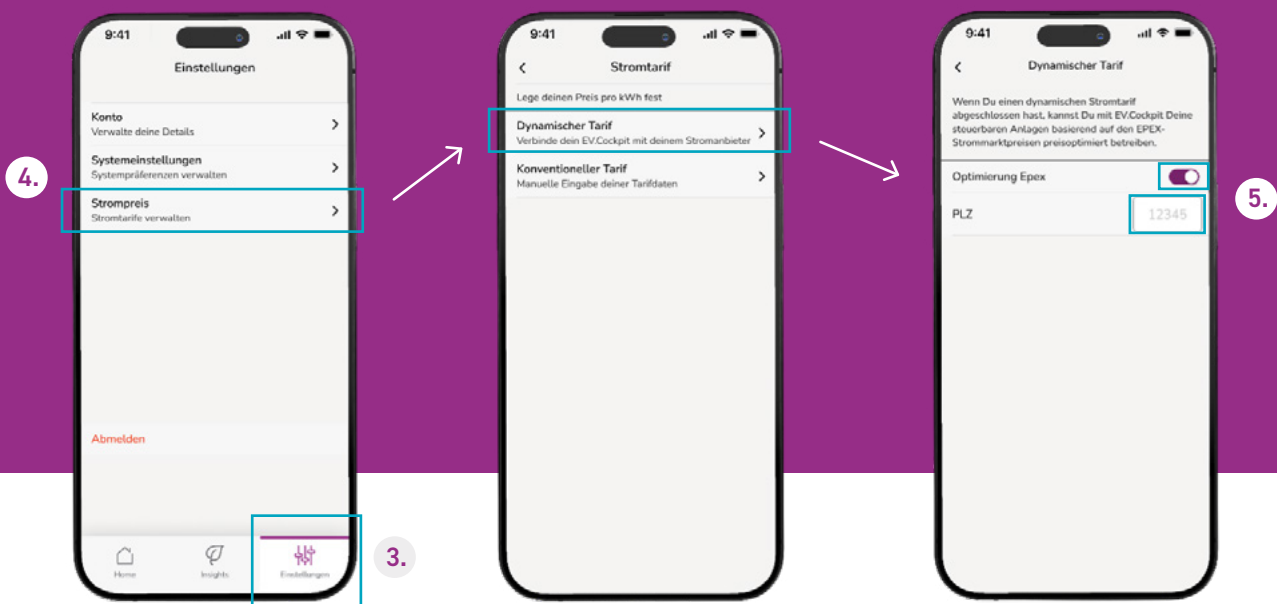 4.
9:41
Einstellungen
Konto
Verwalte deine Details
Systemeinstellungen
Systempräferenzen verwalten
Strompreis
Stromtarife verwalten
Abmelden
Home
Insights
Einstellungen
3.
9:41
Stromtarif
Lege deinen Preis pro kWh fest
Dynamischer Tarif
Verbinde dein EV.Cockpit mit deinem Stromanbieter
Konventioneller Tarif
Manuelle Eingabe deiner Tarifdaten
9:41
Dynamischer Tarif
Wenn Du einen dynamischen Stromtarif
abgeschlossen hast, kannst Du mit EV.Cockpit Deine
steuerbaren Anlagen basierend auf den EPEX-
Strommarktpreisen preisoptimiert betreiben.
Optimierung Epex
PLZ
12345
5.